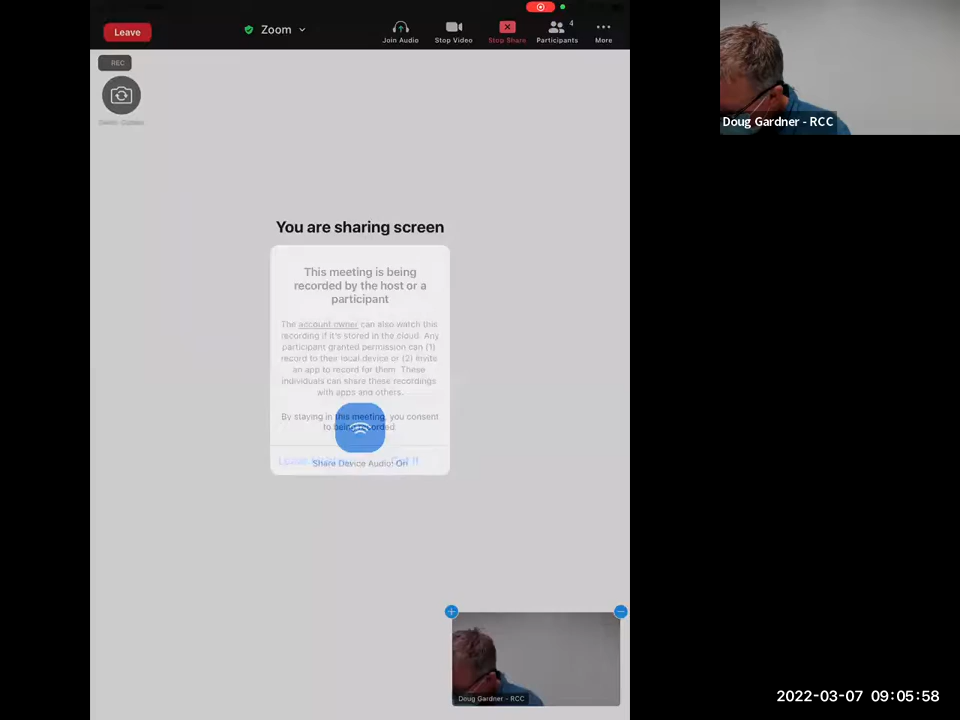 Leave
Zoom
Join Audio
Stop Video
Stop Share
4
Participants
More
REC
You are sharing screen
This meeting is being
recorded by the host or a
participant
The account owner can also watch this
recording if it's stored in the cloud. Any
participant granted permission can (1)
record to their local device or (2) invite
an app to record for them. These
individuals can share these recordings
with apps and others.
By staying in this meeting, you consent
to being recorded
Share Device Audio: On
Doug Gardner - RCC
Doug Gardner - RCC
2022-03-07 09:05:58